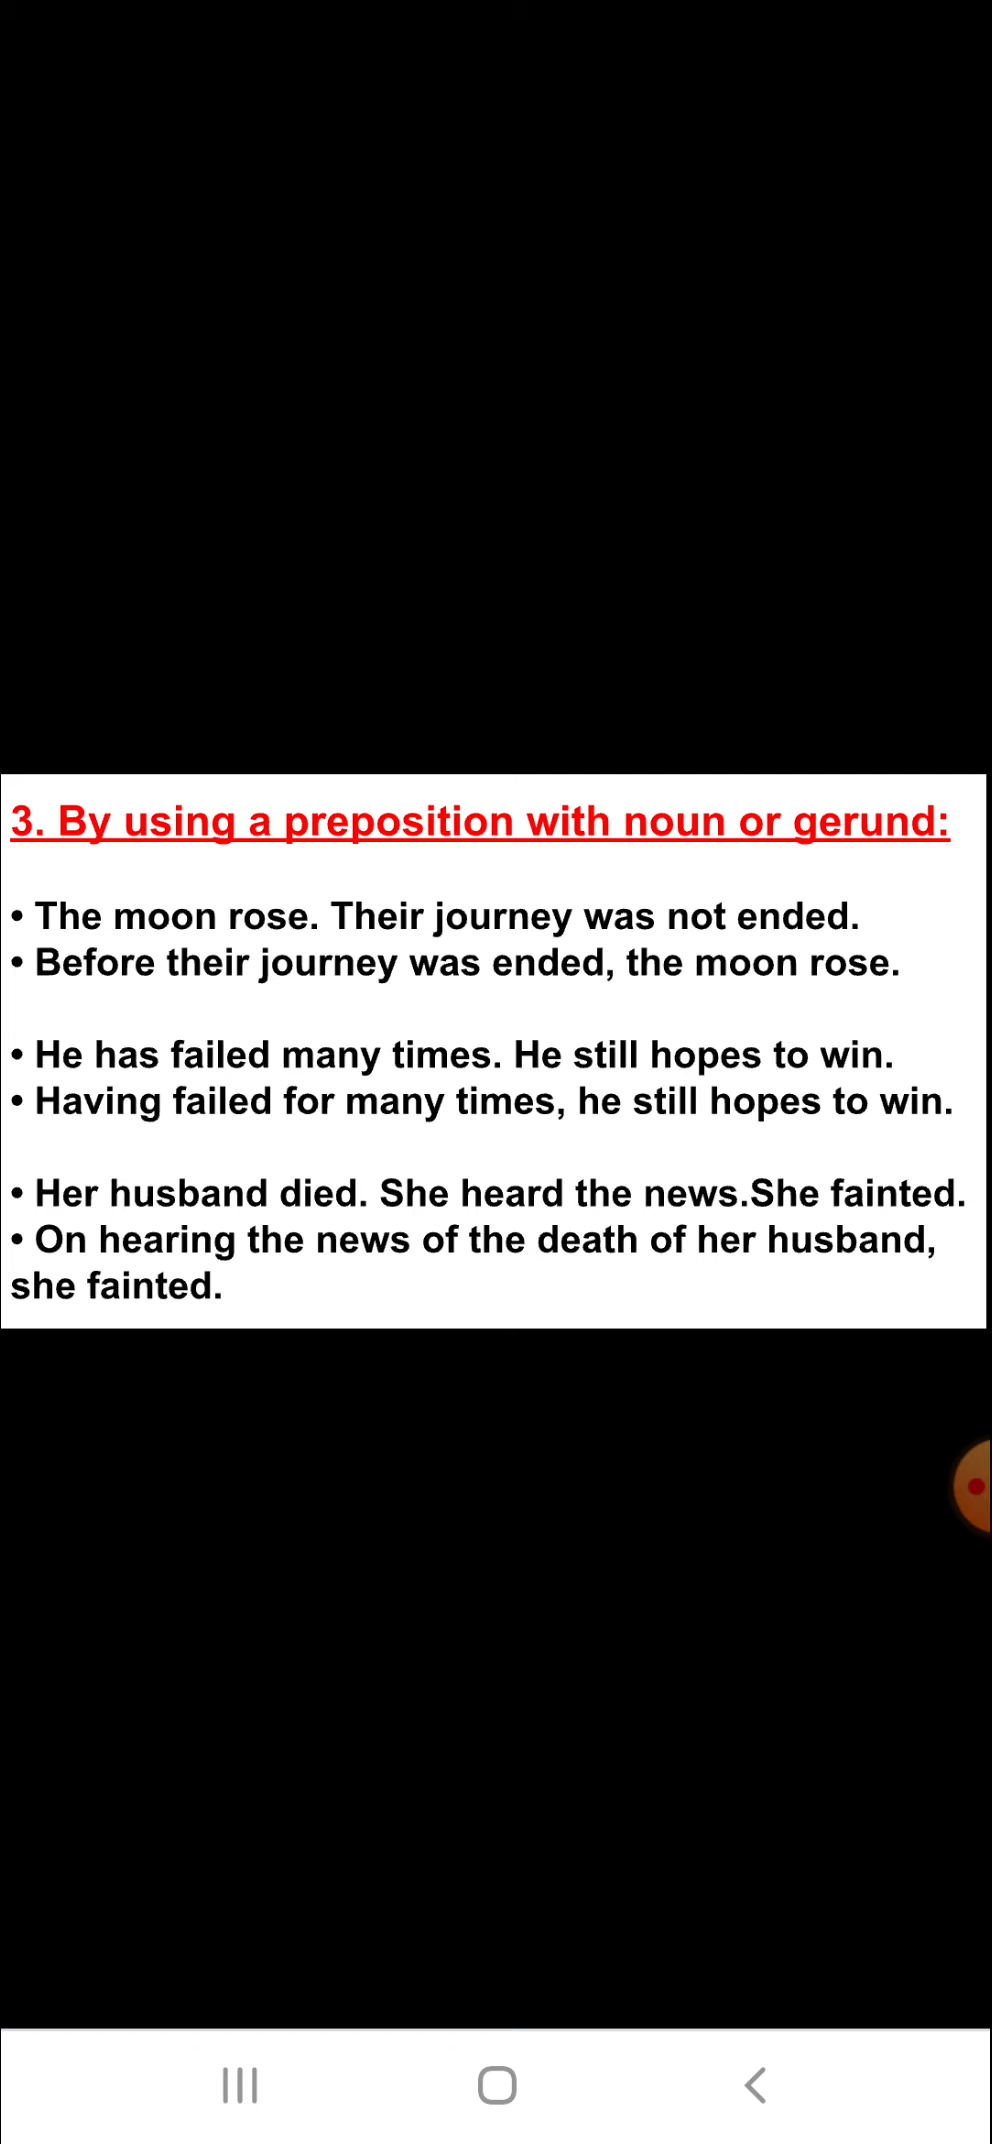 3. By using a preposition with noun or gerund:
• The moon rose. Their journey was not ended.
• Before their journey was ended, the moon rose.
• He has failed many times. He still hopes to win.
• Having failed for many times, he still hopes to win.
• Her husband died. She heard the news.She fainted.
• On hearing the news of the death of her husband,
she fainted.